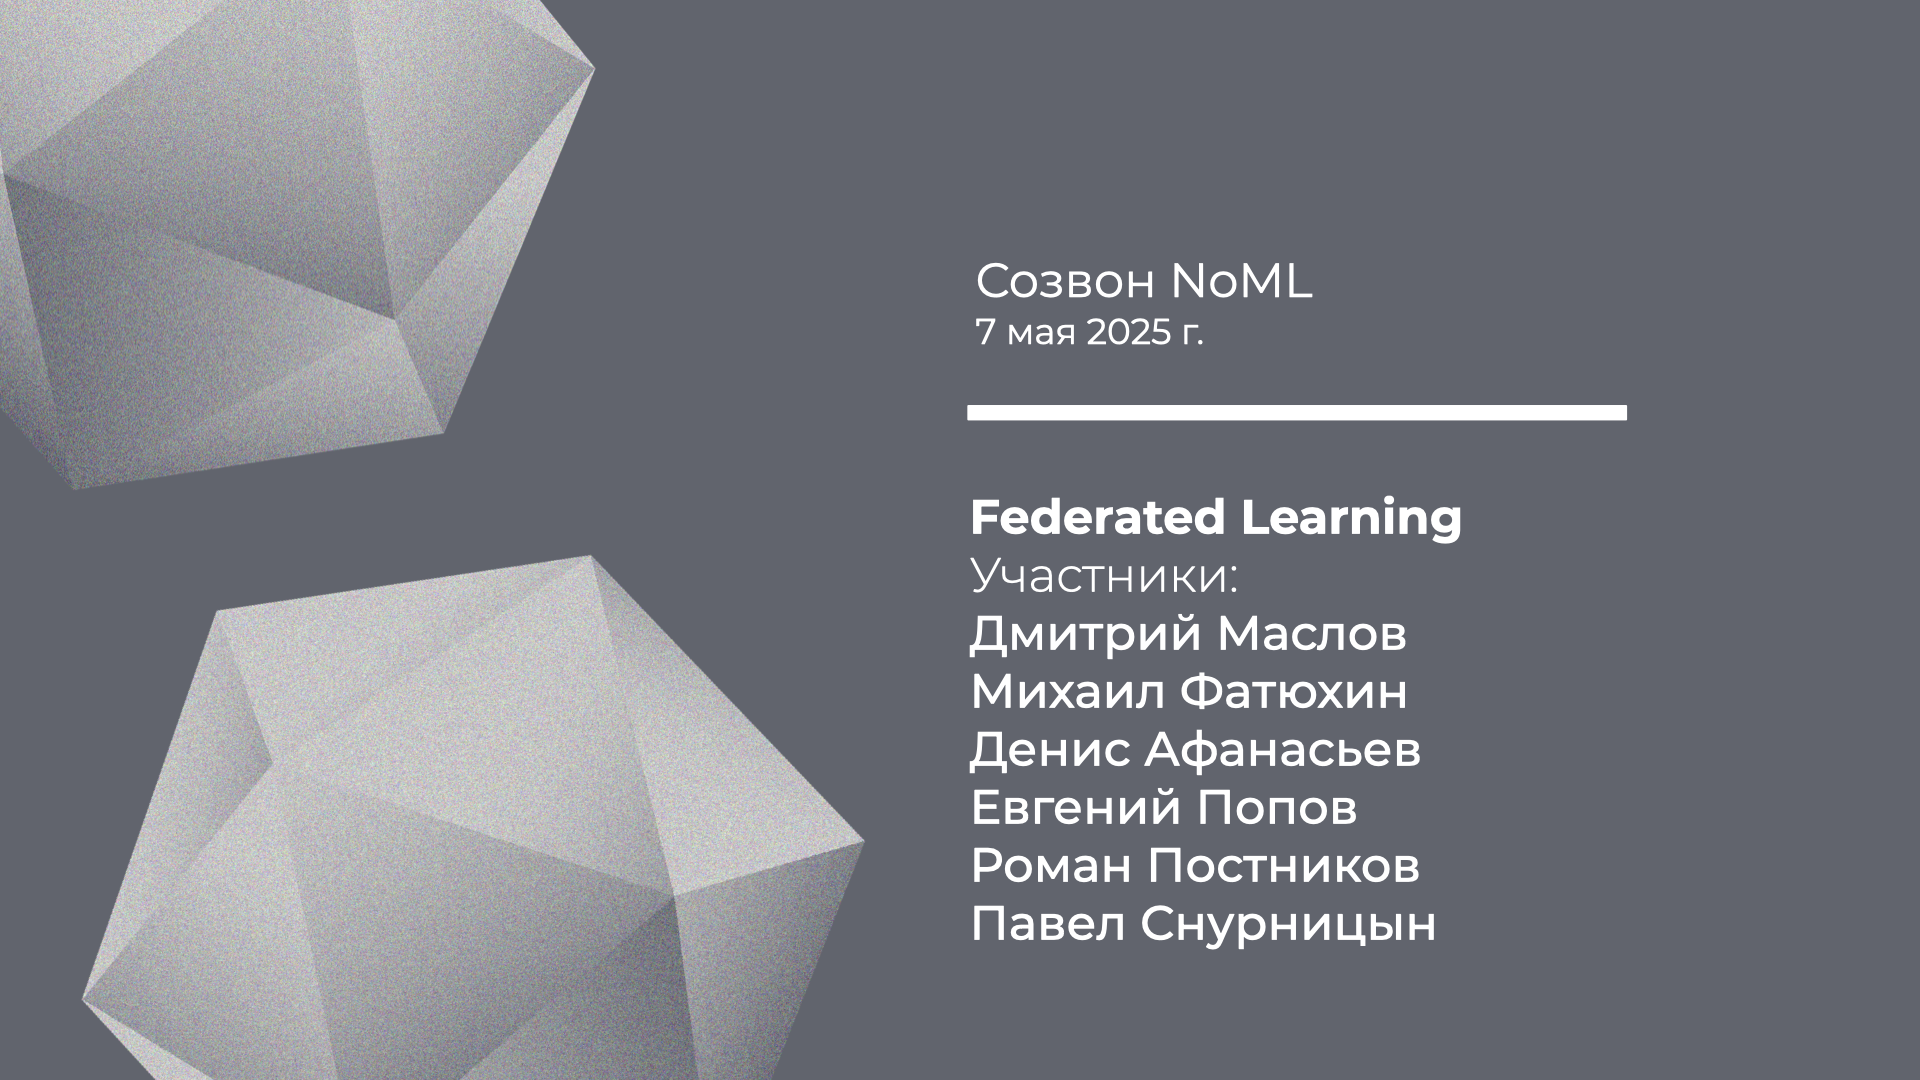 Созвон NoML
7 мая 2025 г.
Federated Learning
Участники:
Дмитрий Маслов
Михаил Фатюхин
Денис Афанасьев
Евгений Попов
Роман Постников
Павел Снурницын